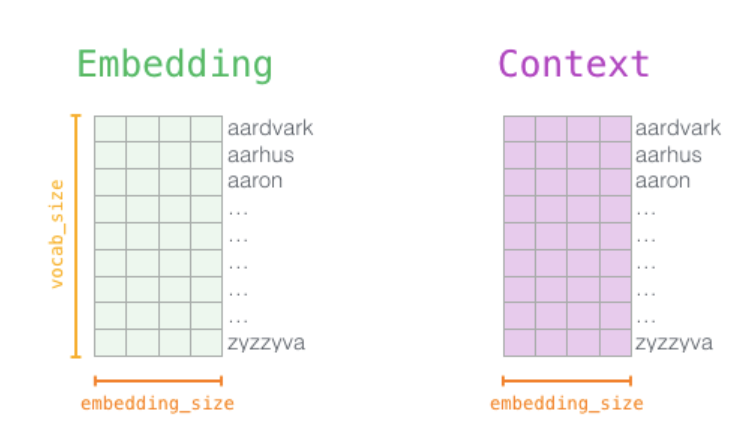 Embedding
Context
vocab_size
aardvark
aarhus
aaron
...
...
...
...
...
zyzzyva
embedding_size
aardvark
aarhus
aaron
...
...
...
...
...
zyzzyva
embedding_size